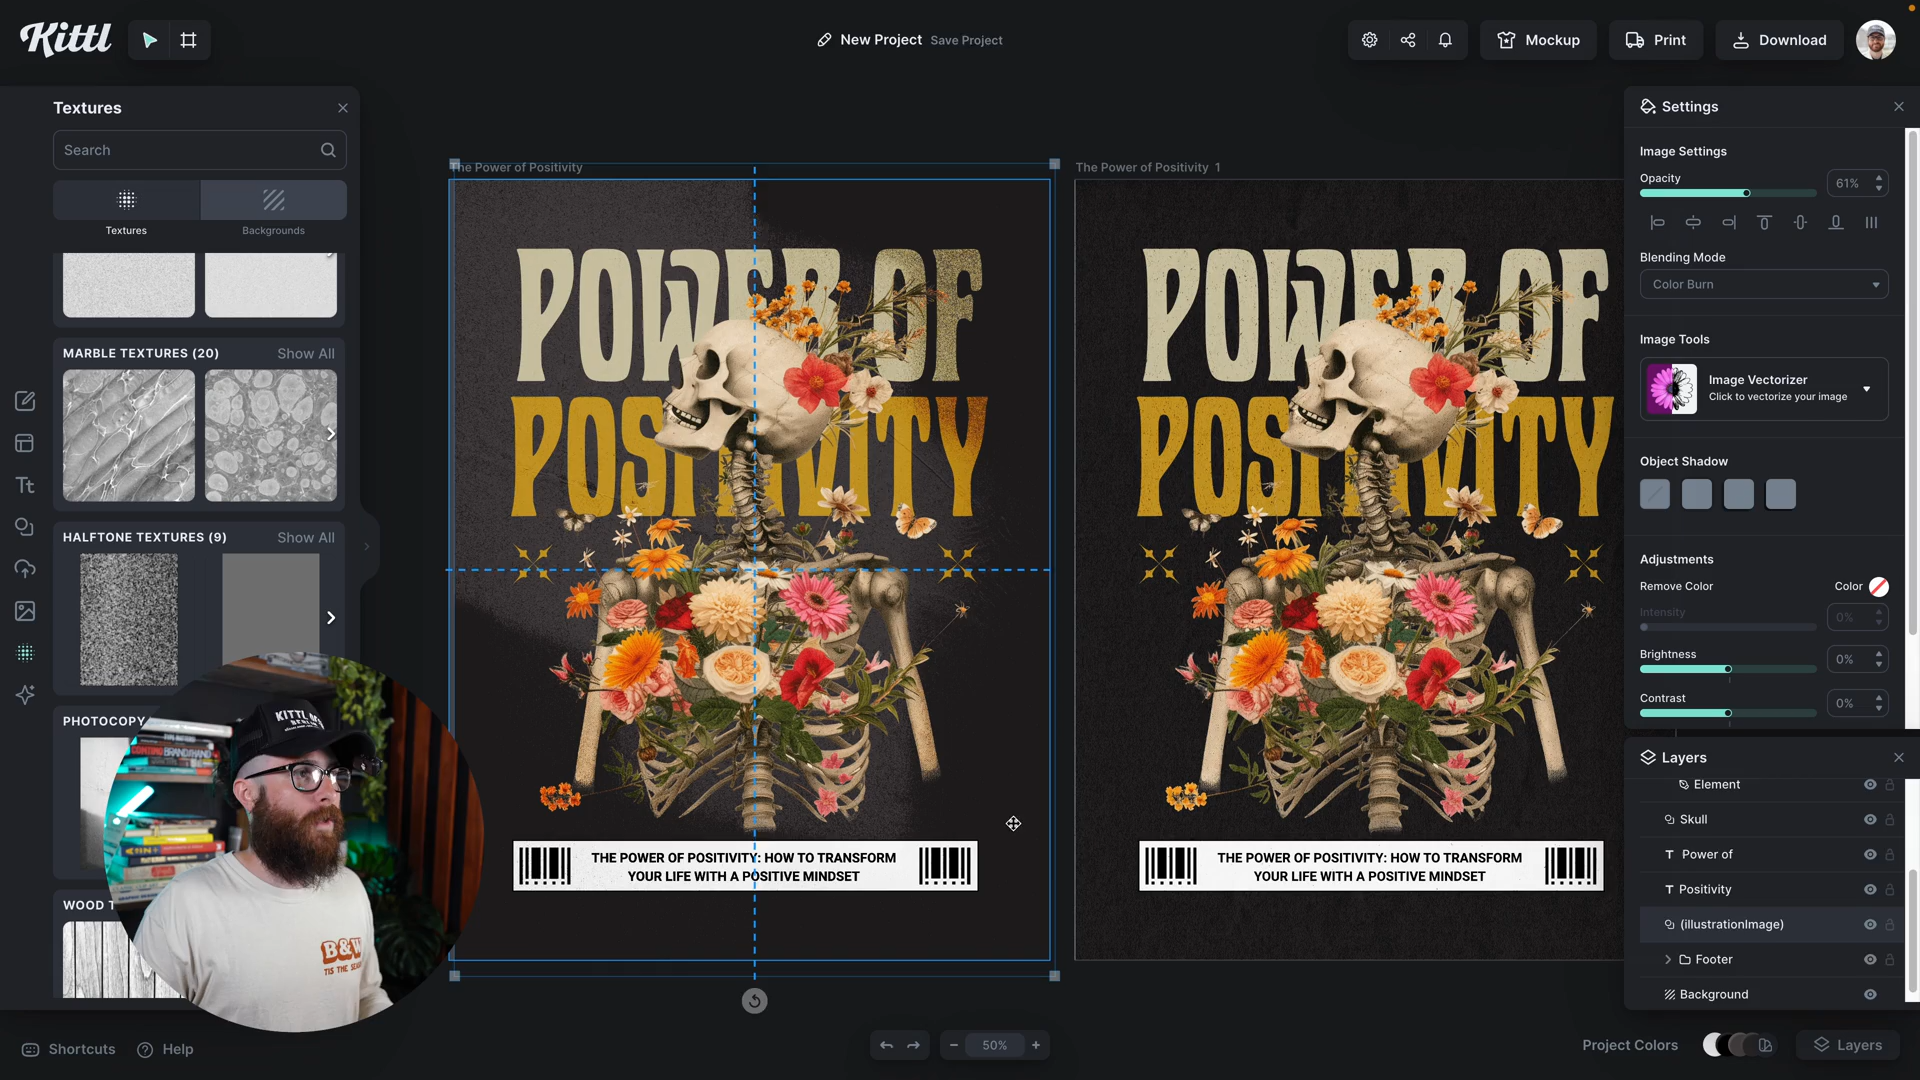 Kittl
New Project
Save Project
Mockup
Print
Download
Textures
Search
Textures
Backgrounds
MARBLE TEXTURES (20)
Show All
HALFTONE TEXTURES (9)
Show All
PHOTOCOPY
WOOD T
Shortcuts
Help
The Power of Positivity
POWER OF
POSITIVITY
THE POWER OF POSITIVITY: HOW TO TRANSFORM
YOUR LIFE WITH A POSITIVE MINDSET
The Power of Positivity 1
POWER OF
POSITIVITY
THE POWER OF POSITIVITY: HOW TO TRANSFORM
YOUR LIFE WITH A POSITIVE MINDSET
B&W
TIS THE SEA
50%
Settings
Image Settings
Opacity
61%
Blending Mode
Color Burn
Image Tools
Image Vectorizer
Click to vectorize your image
Object Shadow
Adjustments
Remove Color
Color
Intensity
0%
Brightness
0%
Contrast
0%
Layers
Element
Skull
Power of
Positivity
(illustrationImage)
Footer
Background
Project Colors
Layers